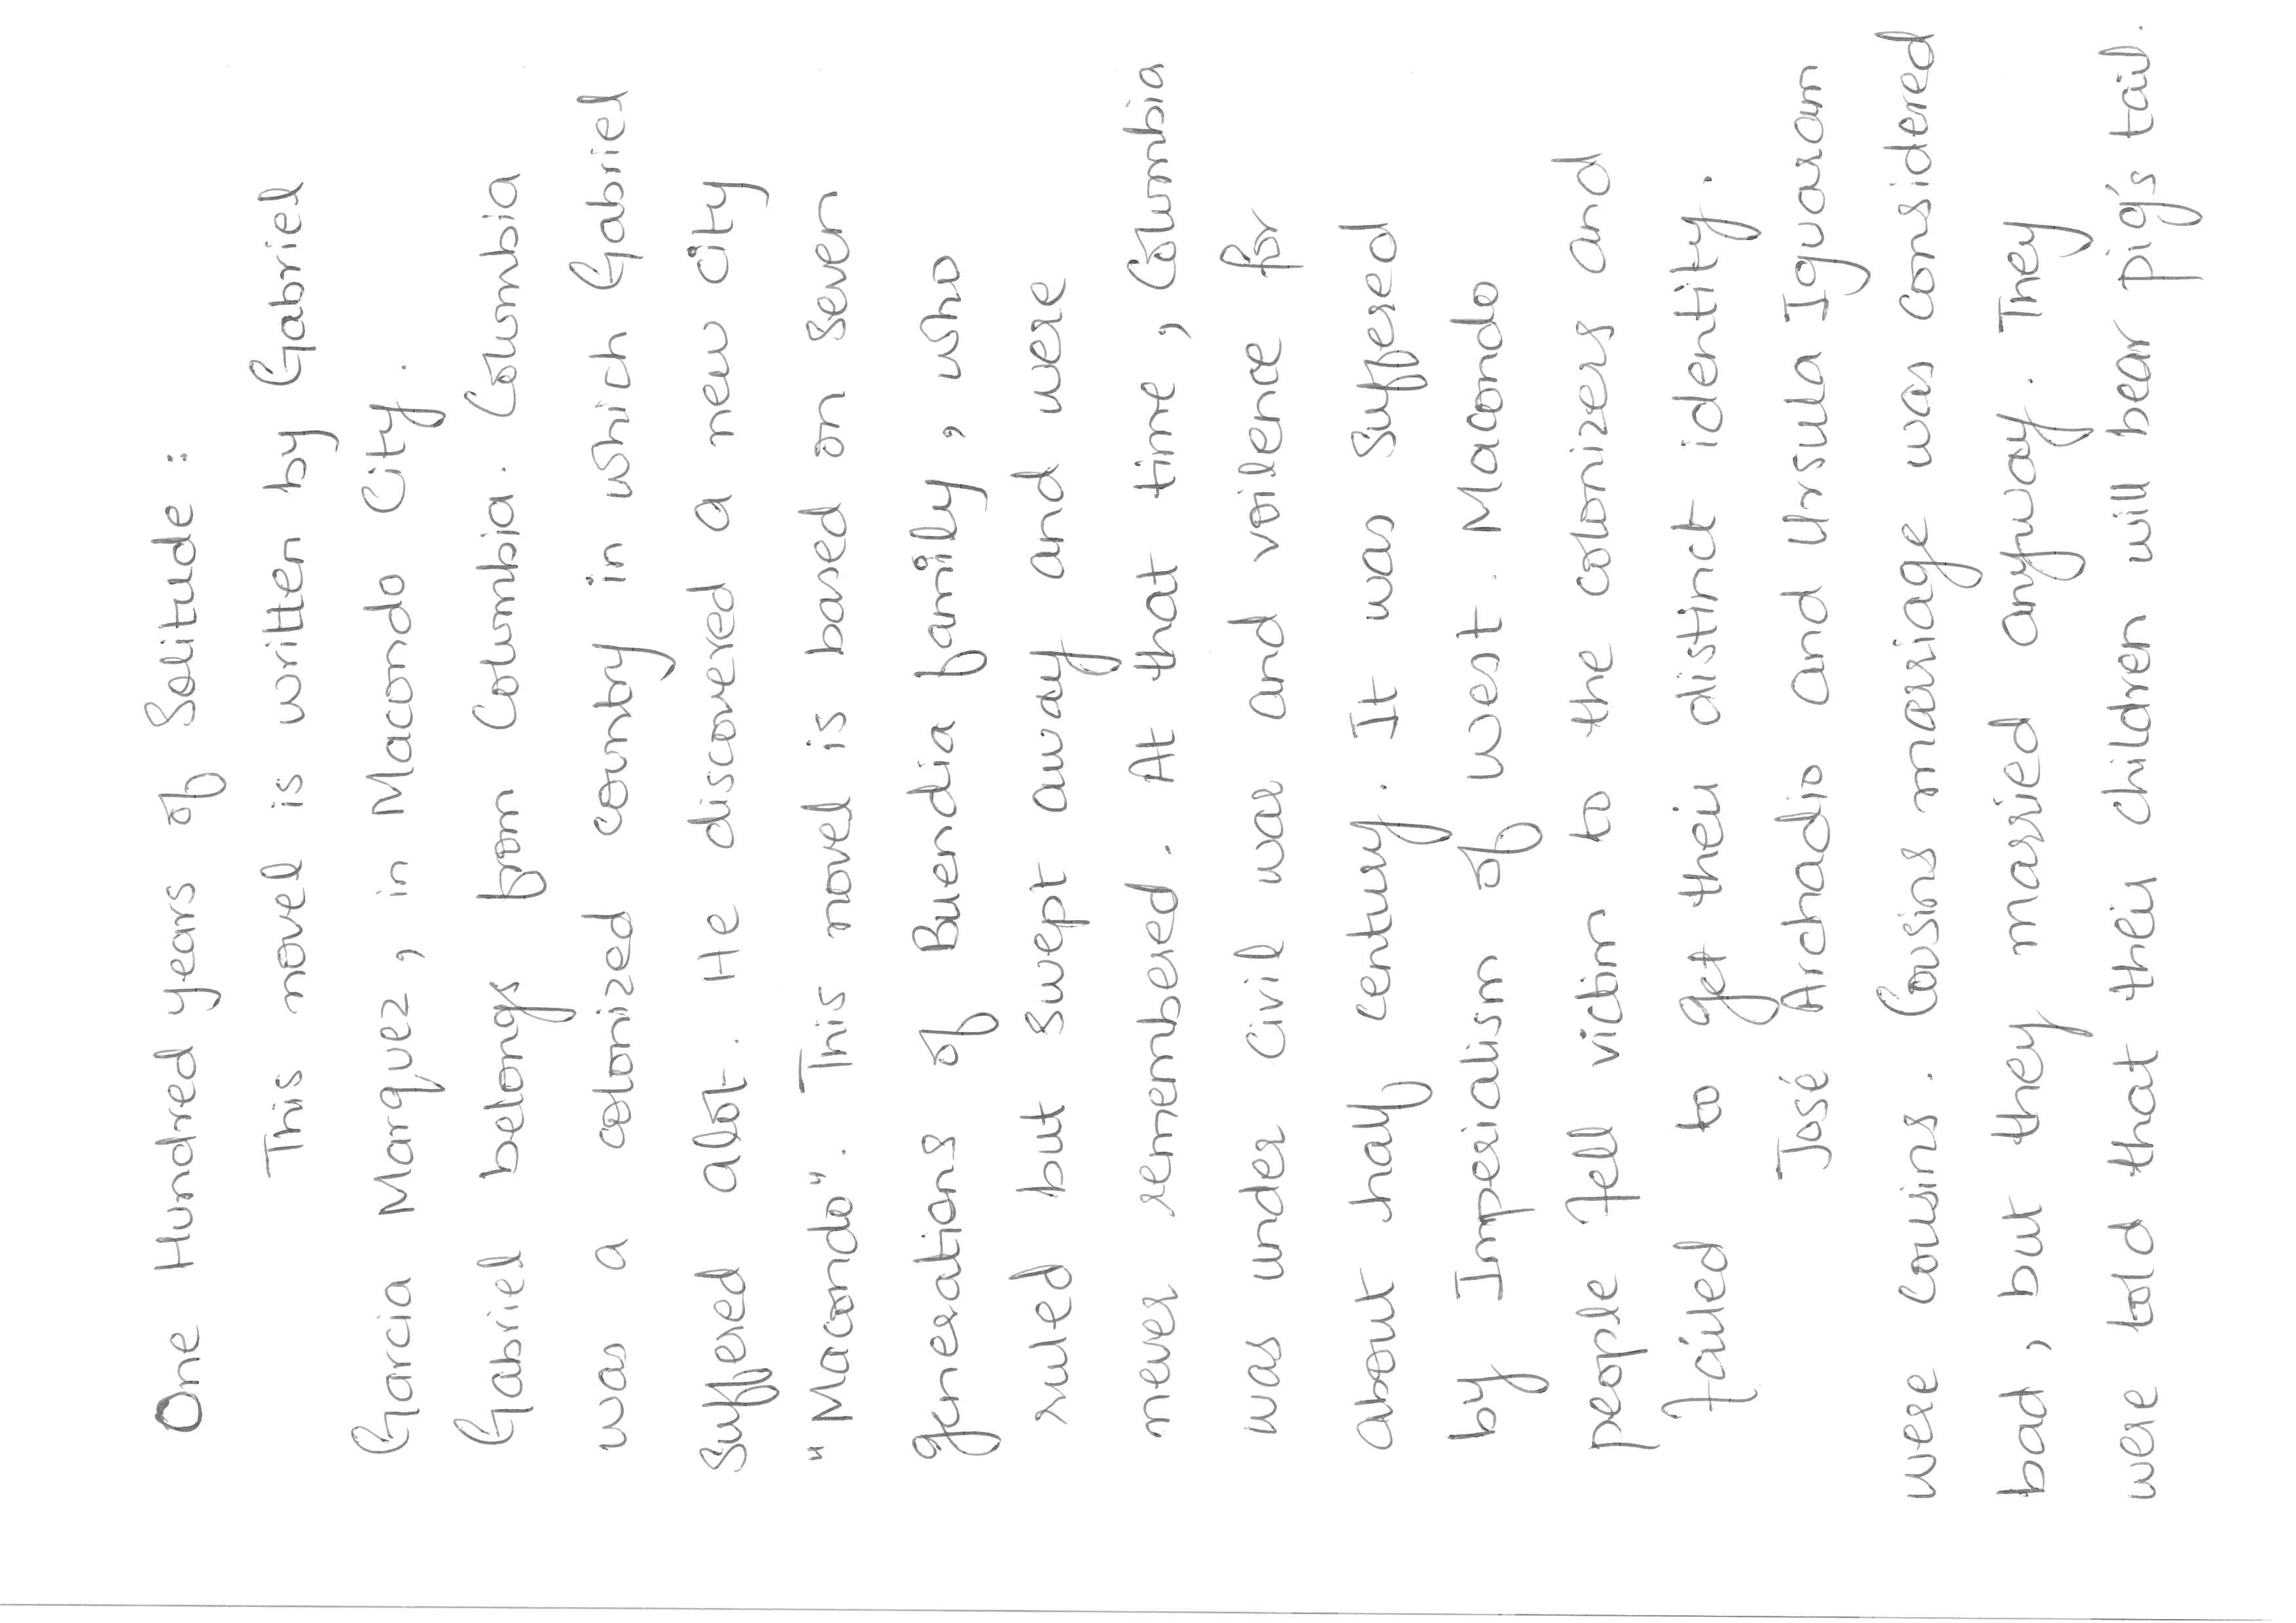 One Hundred years of Solitude :
This novel is written by Gabriel
Garcia Marquez, in Macondo City.
Gabriel belongs from Columbia. Columbia
was a colonized country in which Gabriel
suffered alot. He discovered a new city
"Macondo". This novel is based on seven
generations of Buendia family, who
ruled but swept away and were
never remembered. At that time, Columbia
was under civil war and voilence for
about half century. It was suffered
by Imperialism of West. Macondo
people fell victim to the colonizers and
failed to get their distinct identity.
José Archadio and Ursula Iguaram
were cousins. Cousins marriage was considered
bad, but they married anyway. They
were told that their children will bear pig's tail.